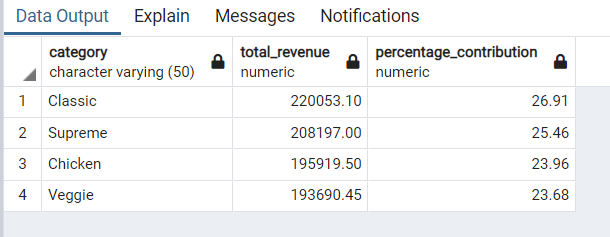 Data Output Explain Messages Notifications
category total_revenue percentage_contribution
character varying (50) numeric numeric
1 Classic 220053.10 26.91
2 Supreme 208197.00 25.46
3 Chicken 195919.50 23.96
4 Veggie 193690.45 23.68